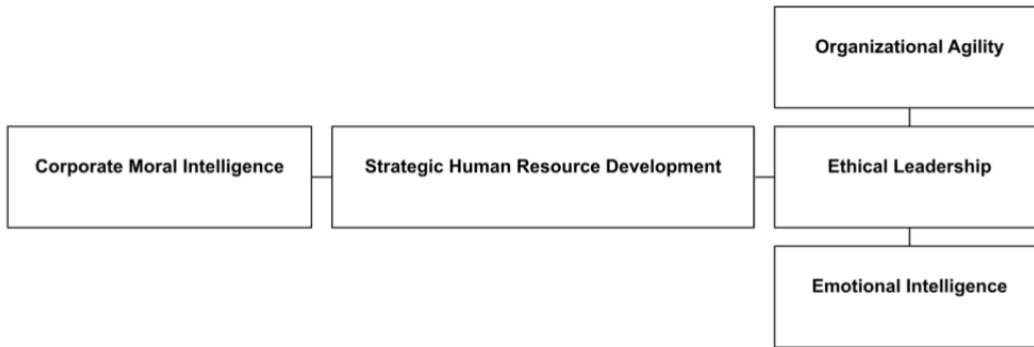 Organizational Agility
Corporate Moral Intelligence
Strategic Human Resource Development
Ethical Leadership
Emotional Intelligence